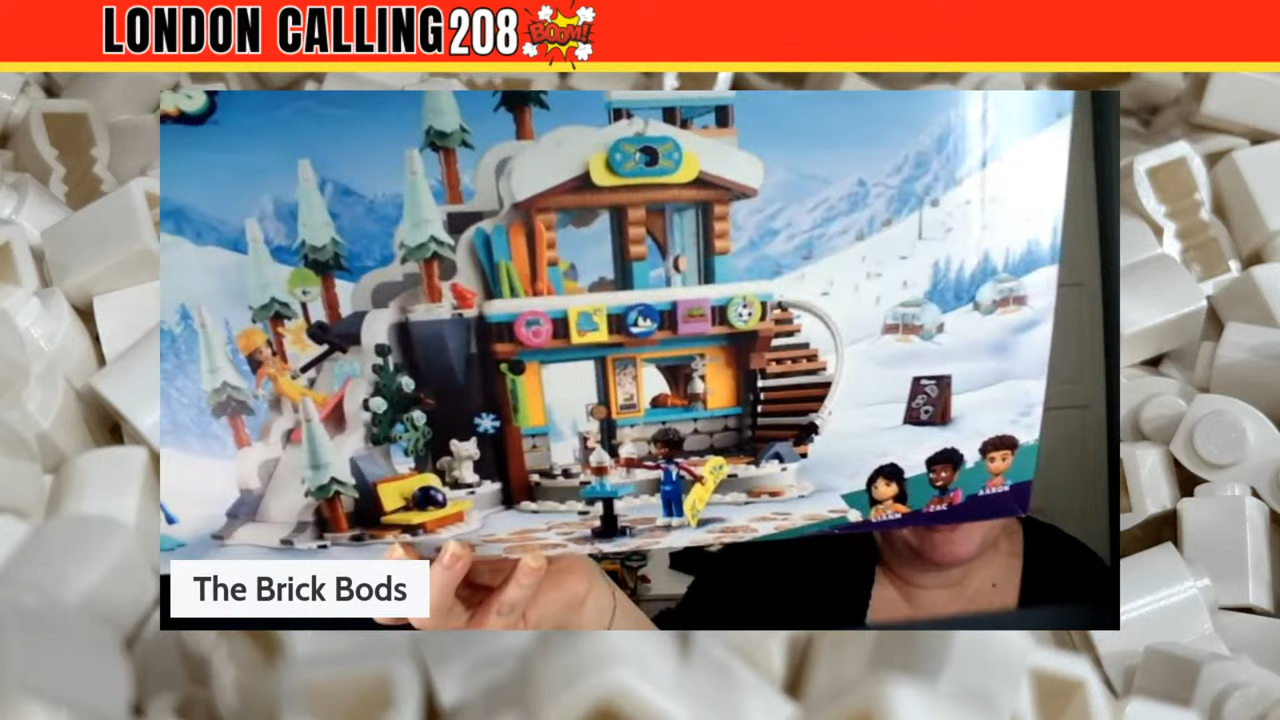 LONDON CALLING 208
BOOM!
LIANN
ZAC
AARON
The Brick Bods